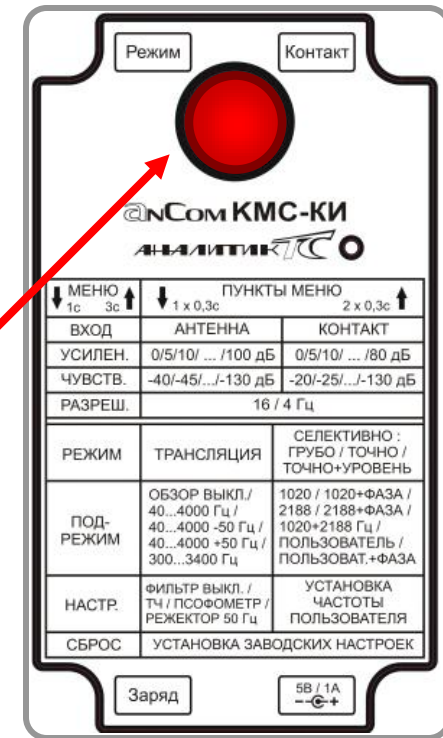 Режим Контакт
anCom КМС-КИ
АНАЛИТИК ТС
МЕНЮ ПУНКТЫ МЕНЮ
1с 3с 1 x 0,3с 2 x 0,3с
ВХОД АНТЕННА КОНТАКТ
УСИЛЕН. 0/5/10/ ... /100 дБ 0/5/10/ ... /80 дБ
ЧУВСТВ. -40/-45/.../-130 дБ -20/-25/.../-130 дБ
РАЗРЕШ. 16 / 4 Гц
РЕЖИМ ТРАНСЛЯЦИЯ
СЕЛЕКТИВНО :
ГРУБО / ТОЧНО /
ТОЧНО+УРОВЕНЬ
ПОД-
РЕЖИМ
ОБЗОР ВЫКЛ./
40...4000 Гц /
40...4000 -50 Гц /
40...4000 +50 Гц /
300...3400 Гц
1020 / 1020+ФАЗА /
2188 / 2188+ФАЗА /
1020+2188 Гц /
ПОЛЬЗОВАТЕЛЬ /
ПОЛЬЗОВАТ.+ФАЗА
НАСТР.
ФИЛЬТР ВЫКЛ. /
ТЧ / ПСОФОМЕТР /
РЕЖЕКТОР 50 Гц
УСТАНОВКА
ЧАСТОТЫ
ПОЛЬЗОВАТЕЛЯ
СБРОС УСТАНОВКА ЗАВОДСКИХ НАСТРОЕК
Заряд 5В / 1А